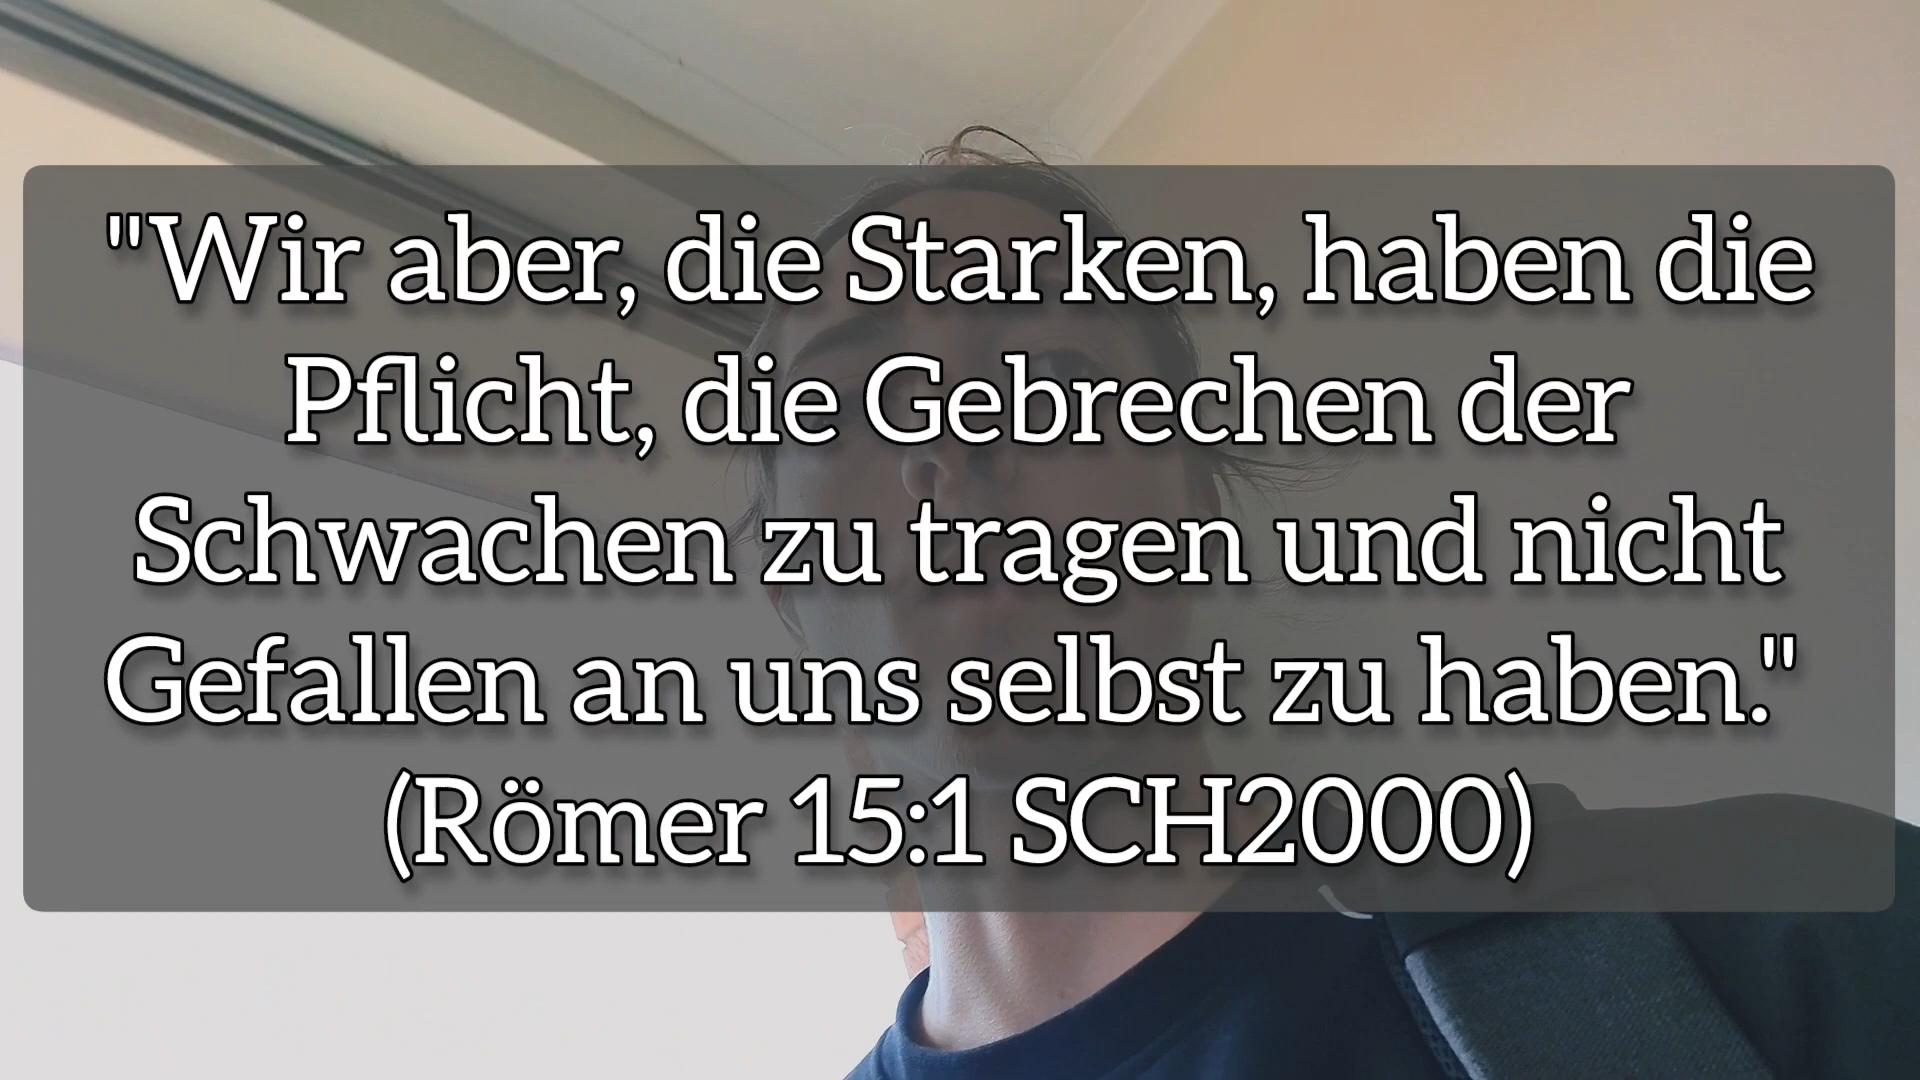 "Wir aber, die Starken, haben die
Pflicht, die Gebrechen der
Schwachen zu tragen und nicht
Gefallen an uns selbst zu haben."
(Römer 15:1 SCH2000)